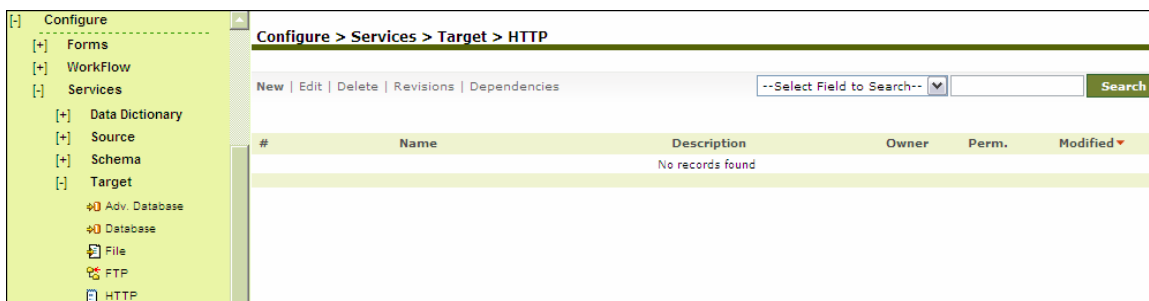 [-] Configure
[+] Forms
[+] WorkFlow
[-] Services
[+] Data Dictionary
[+] Source
[+] Schema
[-] Target
Adv. Database
Database
File
FTP
HTTP
Configure > Services > Target > HTTP
New | Edit | Delete | Revisions | Dependencies
--Select Field to Search-- Search
# Name Description Owner Perm. Modified
No records found